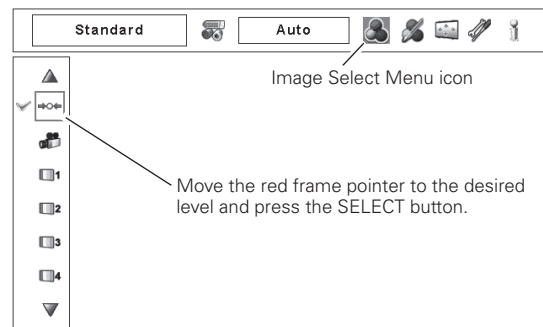 Standard
Auto
Image Select Menu icon
Move the red frame pointer to the desired
level and press the SELECT button.
1
2
3
4